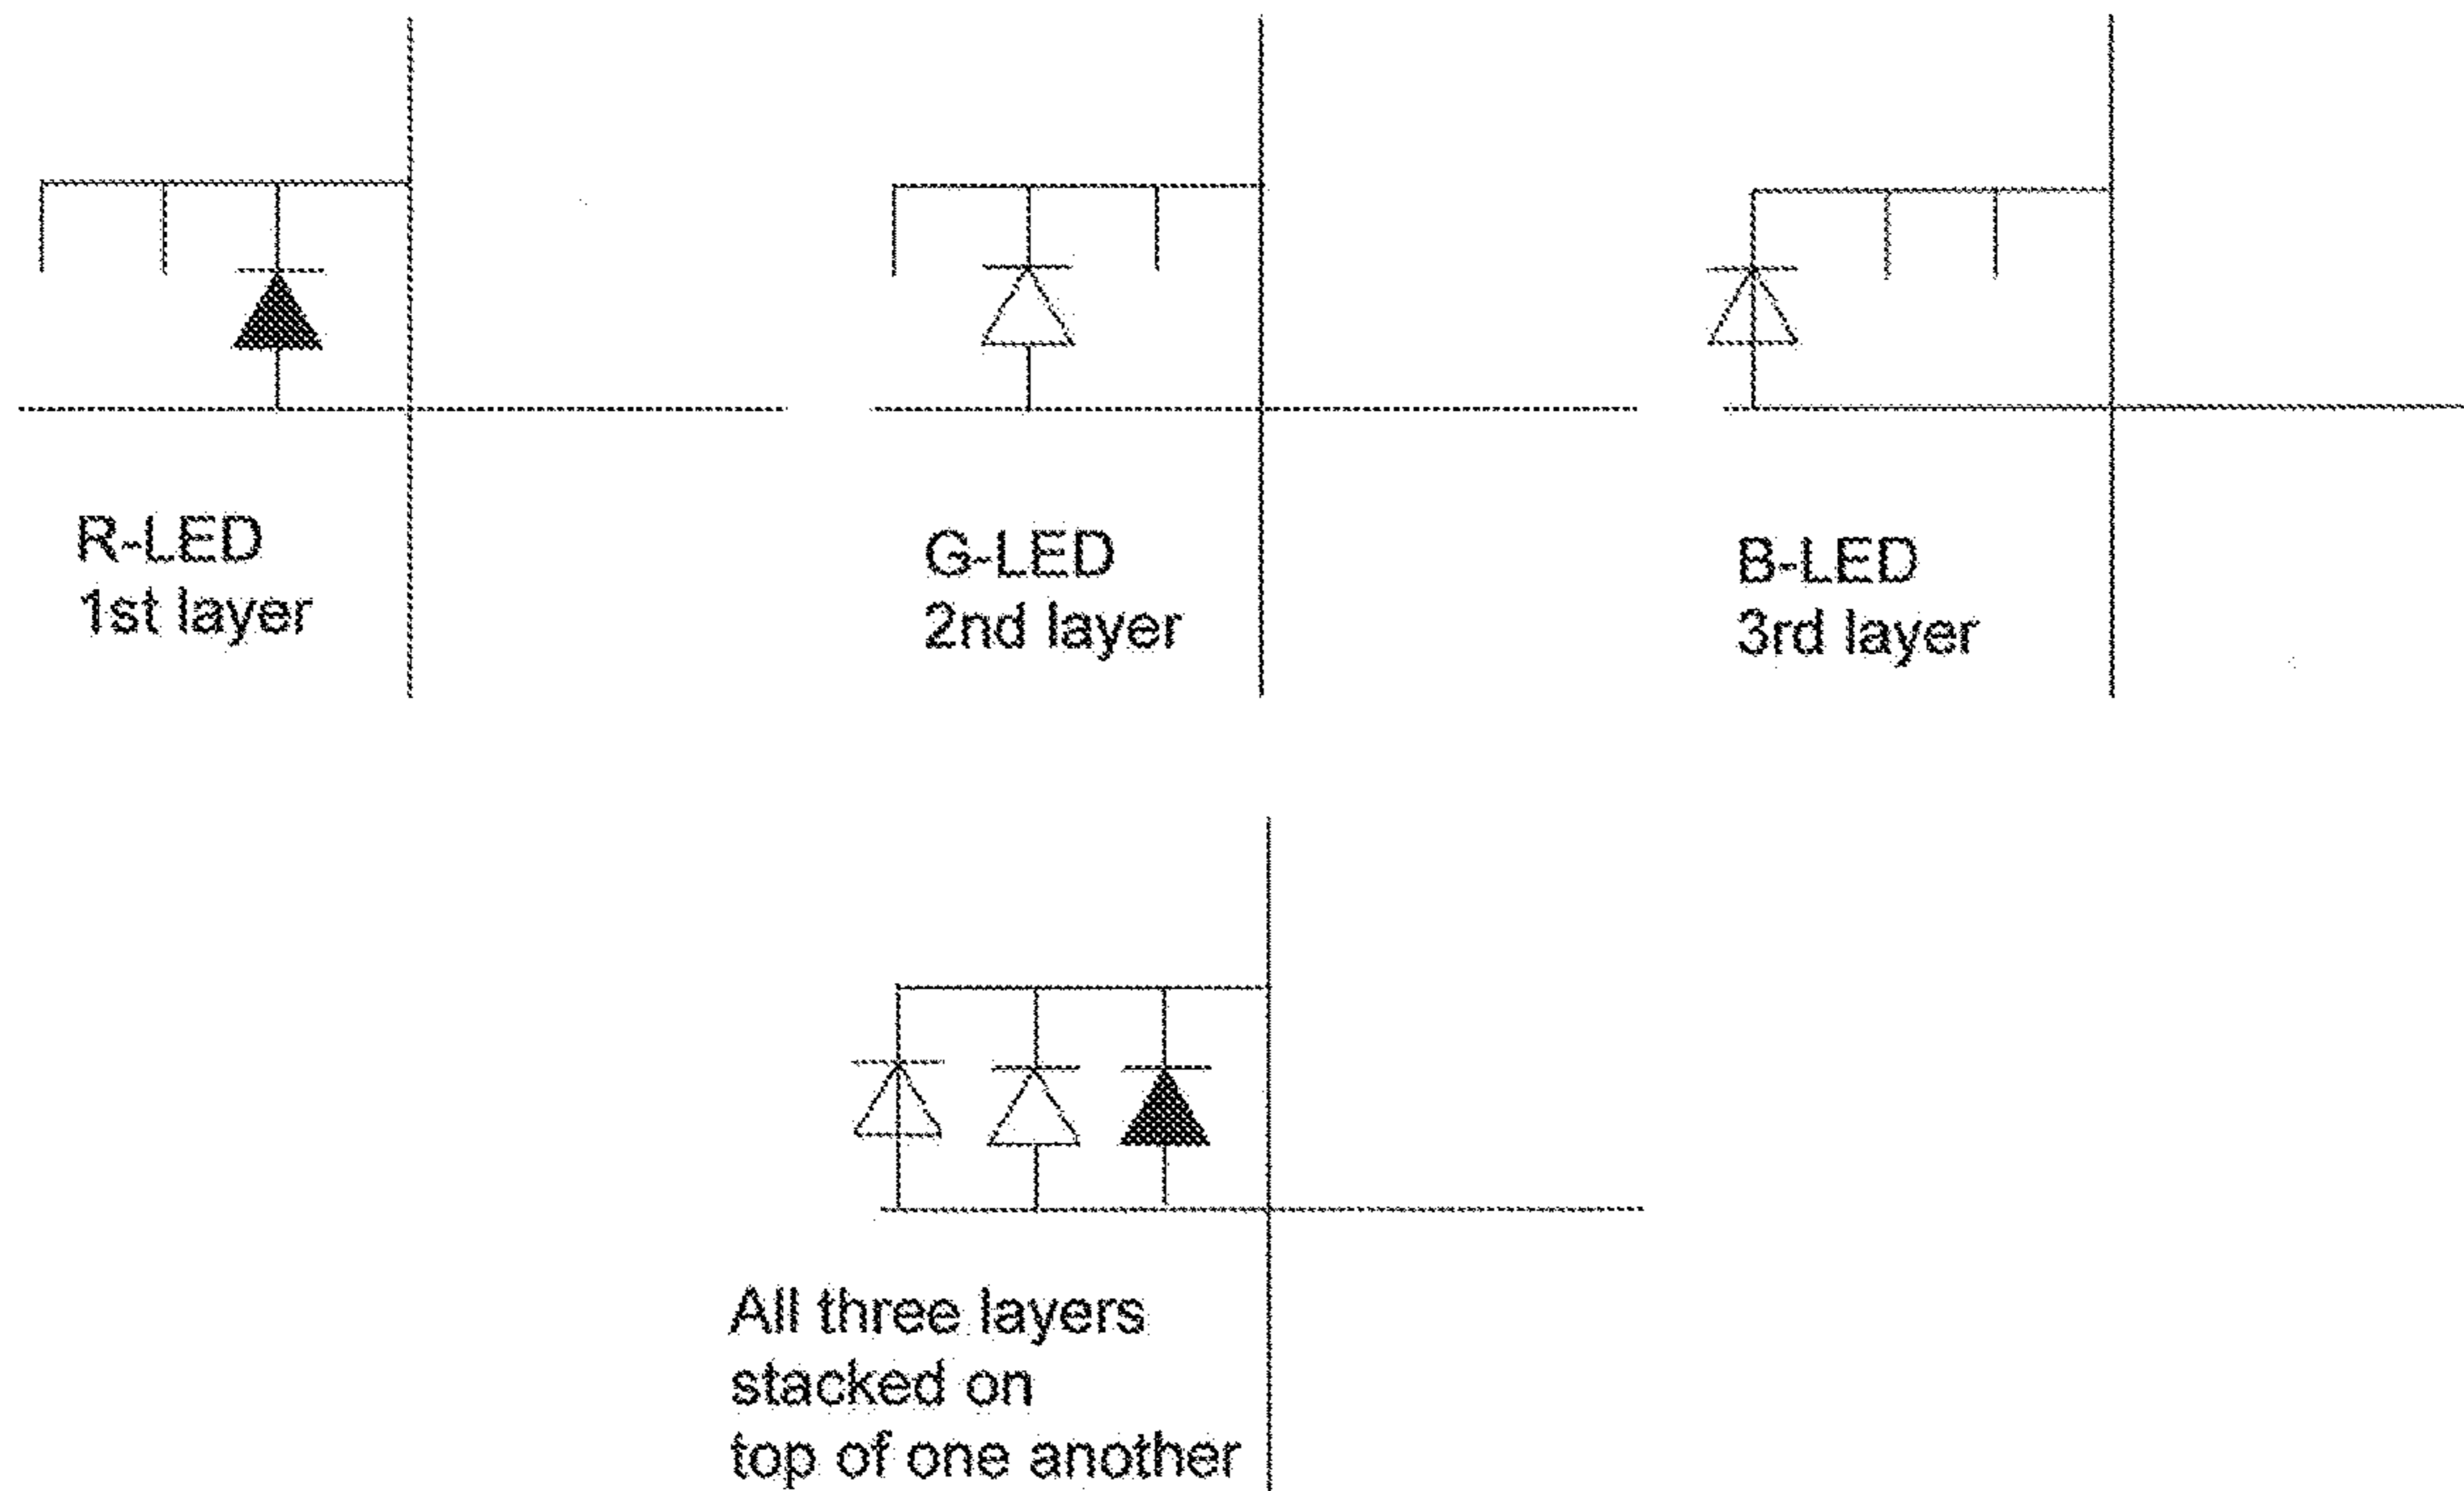 R-LED
1st layer
G-LED
2nd layer
B-LED
3rd layer
All three layers
stacked on
top of one another